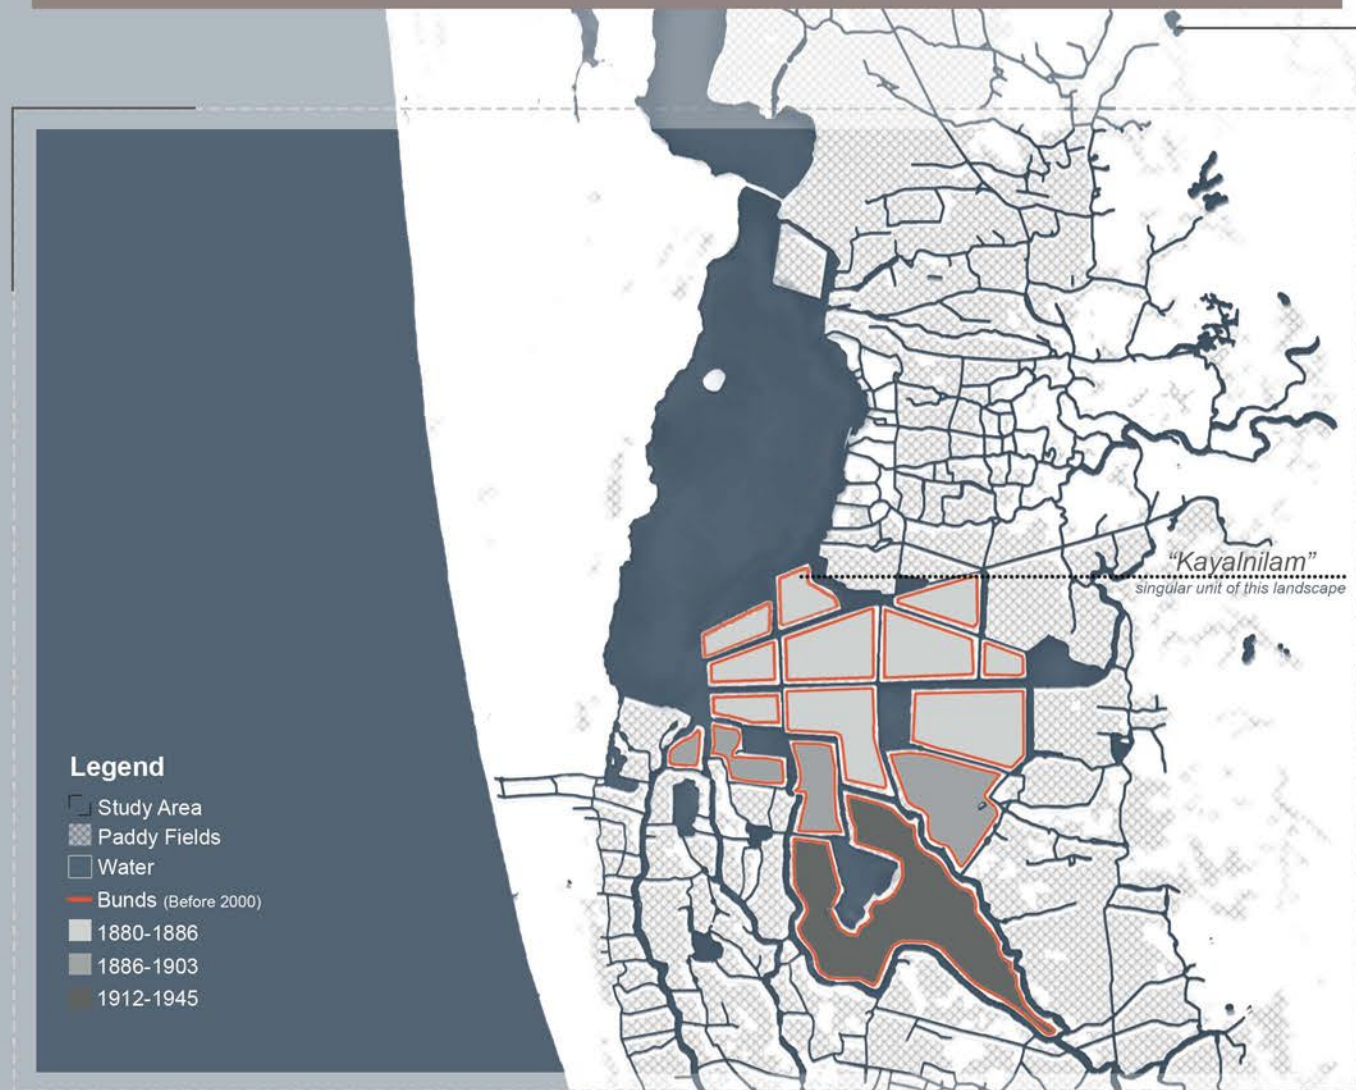 “Kayalnilam”
singular unit of this landscape
Legend
Study Area
Paddy Fields
Water
Bunds (Before 2000)
1880-1886
1886-1903
1912-1945